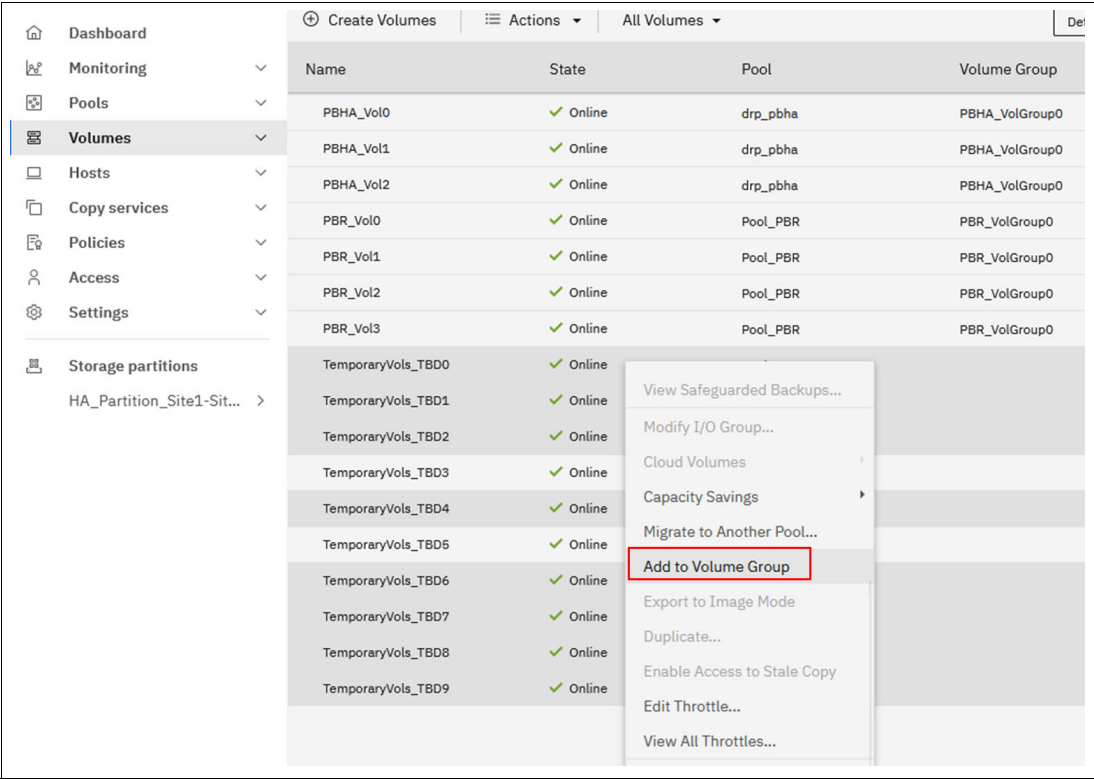 Create Volumes Actions All Volumes
Dashboard
Monitoring
Pools
Volumes
Hosts
Copy services
Policies
Access
Settings
Storage partitions
HA_Partition_Site1-Sit...
Name State Pool Volume Group
PBHA_Vol0 Online drp_pbha PBHA_VolGroup0
PBHA_Vol1 Online drp_pbha PBHA_VolGroup0
PBHA_Vol2 Online drp_pbha PBHA_VolGroup0
PBR_Vol0 Online Pool_PBR PBR_VolGroup0
PBR_Vol1 Online Pool_PBR PBR_VolGroup0
PBR_Vol2 Online Pool_PBR PBR_VolGroup0
PBR_Vol3 Online Pool_PBR PBR_VolGroup0
TemporaryVols_TBD0 Online
TemporaryVols_TBD1 Online
TemporaryVols_TBD2 Online
TemporaryVols_TBD3 Online
TemporaryVols_TBD4 Online
TemporaryVols_TBD5 Online
TemporaryVols_TBD6 Online
TemporaryVols_TBD7 Online
TemporaryVols_TBD8 Online
TemporaryVols_TBD9 Online
View Safeguarded Backups...
Modify I/O Group...
Cloud Volumes
Capacity Savings
Migrate to Another Pool...
Add to Volume Group
Export to Image Mode
Duplicate...
Enable Access to Stale Copy
Edit Throttle...
View All Throttles...